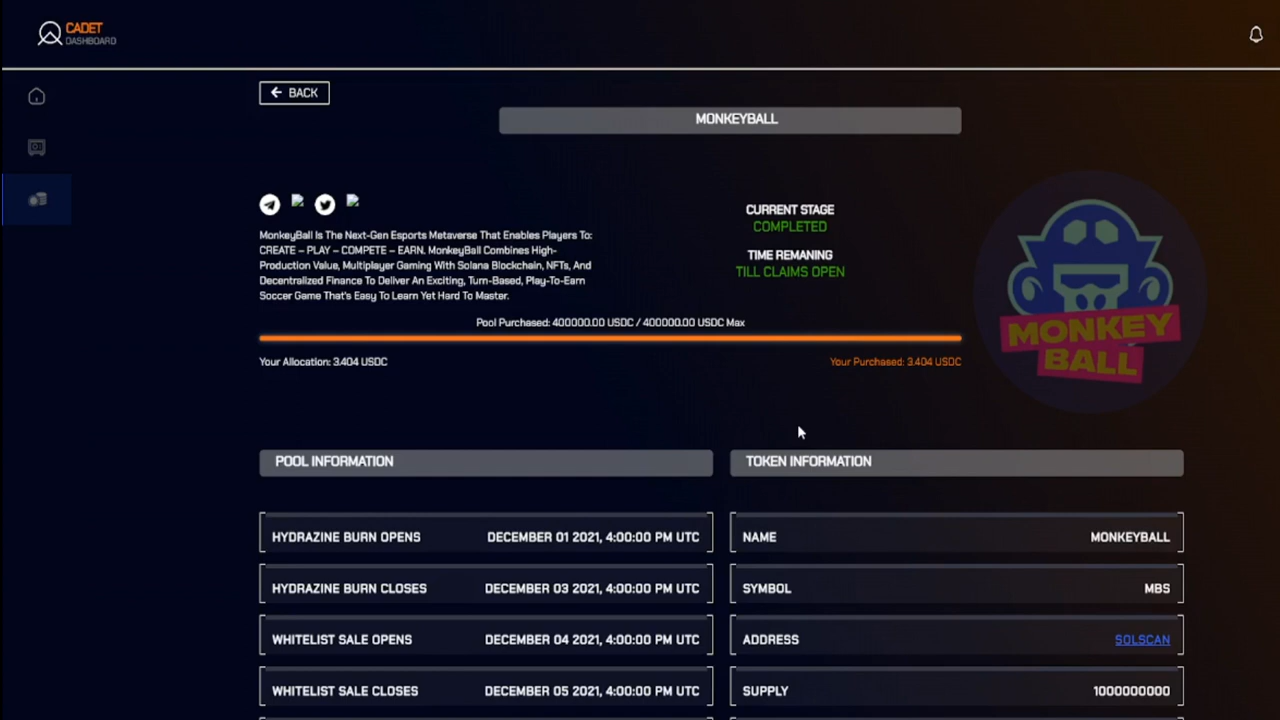 CADET
DASHBOARD
BACK
MONKEYBALL
CURRENT STAGE
COMPLETED
TIME REMANING
TILL CLAIMS OPEN
MonkeyBall Is The Next-Gen Esports Metaverse That Enables Players To:
CREATE – PLAY – COMPETE – EARN. MonkeyBall Combines High-
Production Value, Multiplayer Gaming With Solana Blockchain, NFTs, And
Decentralized Finance To Deliver An Exciting, Turn-Based, Play-To-Earn
Soccer Game That's Easy To Learn Yet Hard To Master.
Pool Purchased: 400000.00 USDC / 400000.00 USDC Max
Your Allocation: 3.404 USDC
Your Purchased: 3.404 USDC
MONKEY
BALL
POOL INFORMATION
HYDRAZINE BURN OPENS DECEMBER 01 2021, 4:00:00 PM UTC
HYDRAZINE BURN CLOSES DECEMBER 03 2021, 4:00:00 PM UTC
WHITELIST SALE OPENS DECEMBER 04 2021, 4:00:00 PM UTC
WHITELIST SALE CLOSES DECEMBER 05 2021, 4:00:00 PM UTC
TOKEN INFORMATION
NAME MONKEYBALL
SYMBOL MBS
ADDRESS SOLSCAN
SUPPLY 1000000000